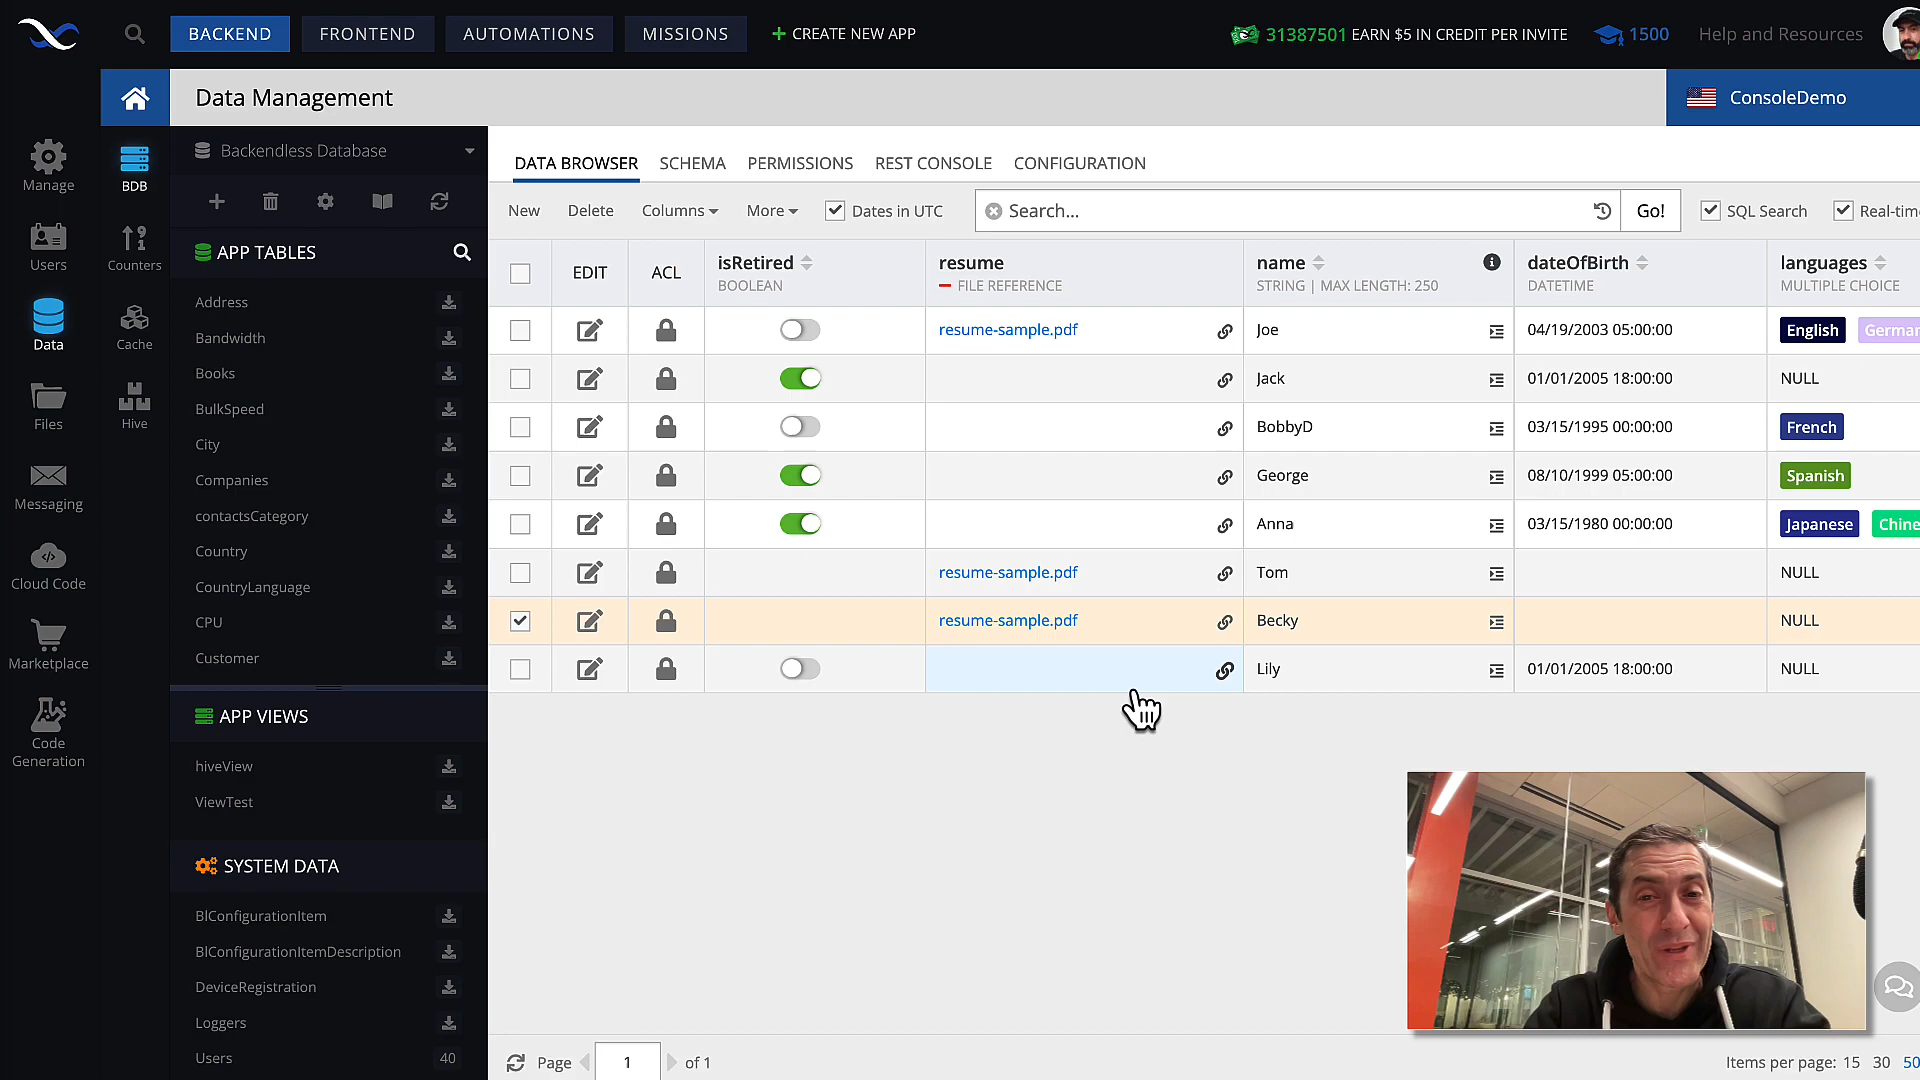 BACKEND
FRONTEND
AUTOMATIONS
MISSIONS
+ CREATE NEW APP
31387501 EARN $5 IN CREDIT PER INVITE
1500
Help and Resources
Data Management
ConsoleDemo
Manage
Users
Data
Files
Messaging
Cloud Code
Marketplace
Code
Generation
BDB
Counters
Cache
Hive
Backendless Database
APP TABLES
Address
Bandwidth
Books
BulkSpeed
City
Companies
contactsCategory
Country
CountryLanguage
CPU
Customer
APP VIEWS
hiveView
ViewTest
SYSTEM DATA
BlConfigurationItem
BlConfigurationItemDescription
DeviceRegistration
Loggers
Users 40
DATA BROWSER SCHEMA PERMISSIONS REST CONSOLE CONFIGURATION
New Delete Columns More Dates in UTC Search... Go! SQL Search Real-tim
EDIT ACL isRetired resume name dateOfBirth languages
BOOLEAN FILE REFERENCE STRING | MAX LENGTH: 250 DATETIME MULTIPLE CHOICE
resume-sample.pdf Joe 04/19/2003 05:00:00 English German
Jack 01/01/2005 18:00:00 NULL
BobbyD 03/15/1995 00:00:00 French
George 08/10/1999 05:00:00 Spanish
Anna 03/15/1980 00:00:00 Japanese Chine
resume-sample.pdf Tom NULL
resume-sample.pdf Becky NULL
Lily 01/01/2005 18:00:00 NULL
Page 1 of 1
Items per page: 15 30 50